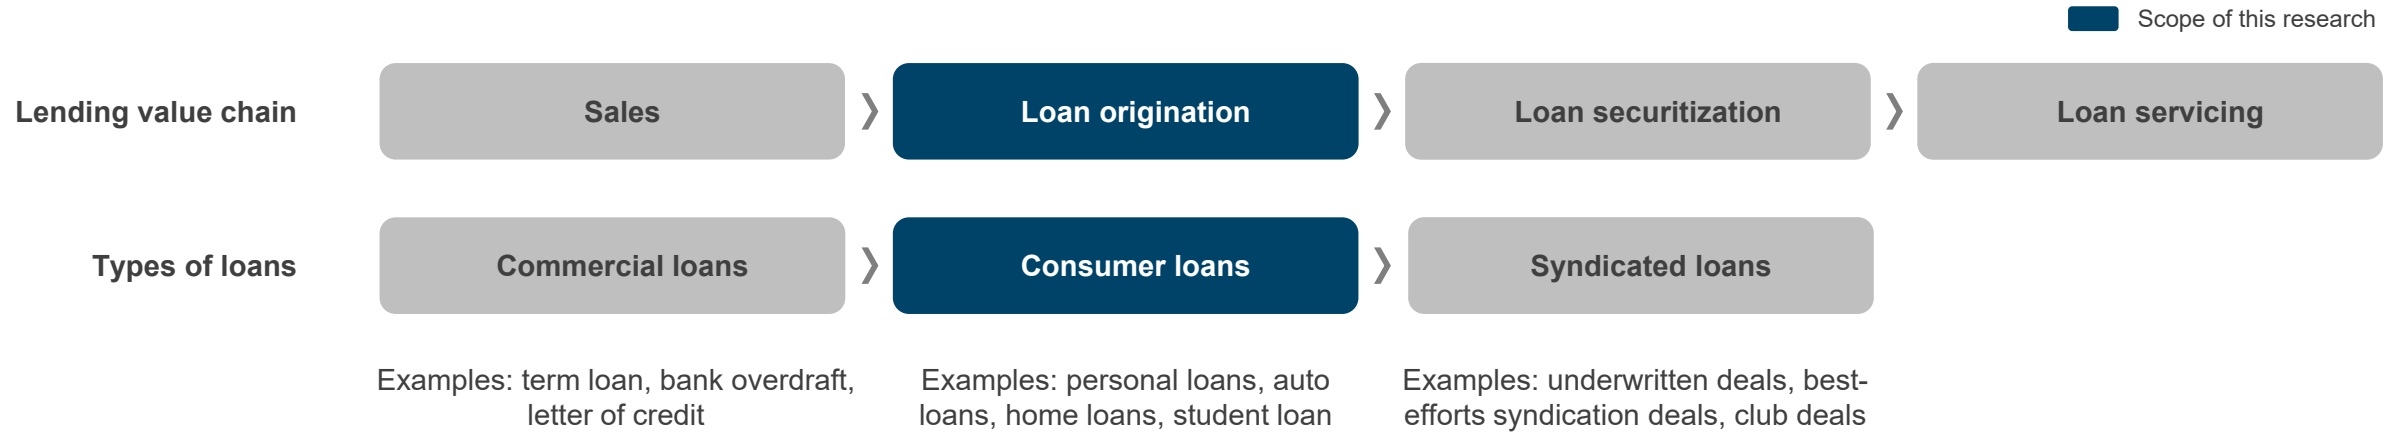 Scope of this research
Lending value chain
Sales
Loan origination
Loan securitization
Loan servicing
Types of loans
Commercial loans
Consumer loans
Syndicated loans
Examples: term loan, bank overdraft,
letter of credit
Examples: personal loans, auto
loans, home loans, student loan
Examples: underwritten deals, best-
efforts syndication deals, club deals